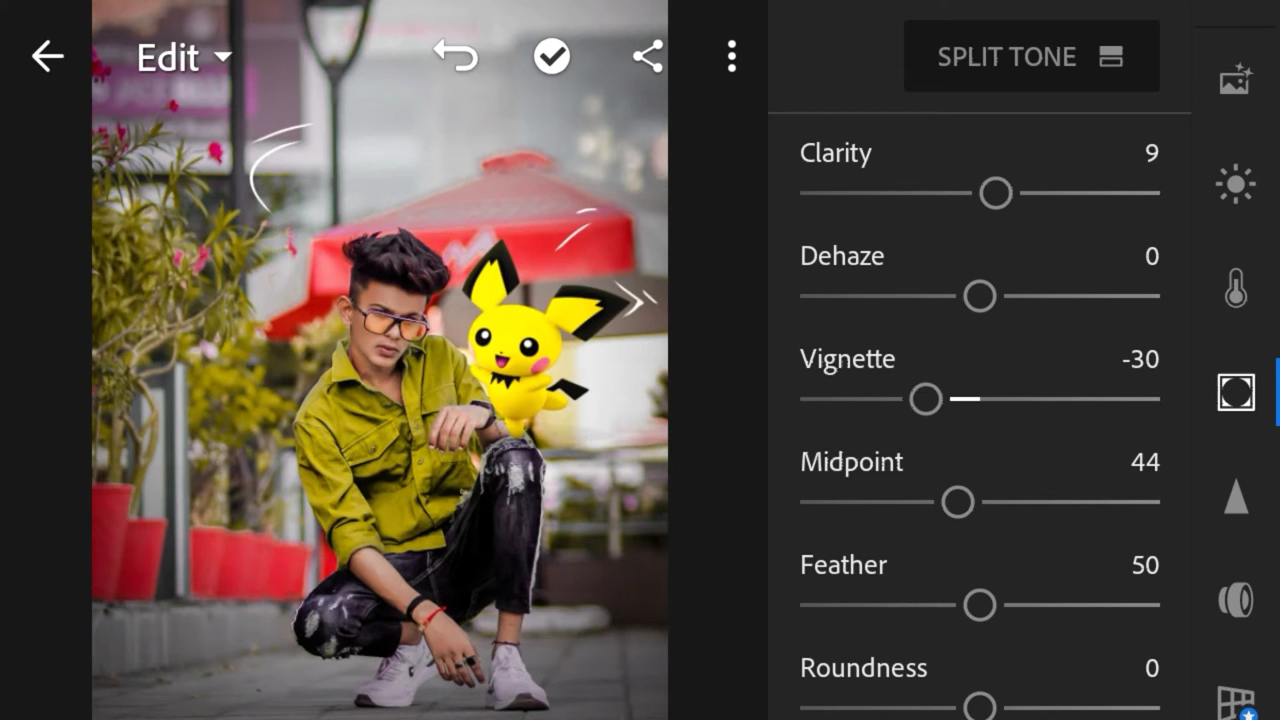 Edit
SPLIT TONE
Clarity 9
Dehaze 0
Vignette -30
Midpoint 44
Feather 50
Roundness 0